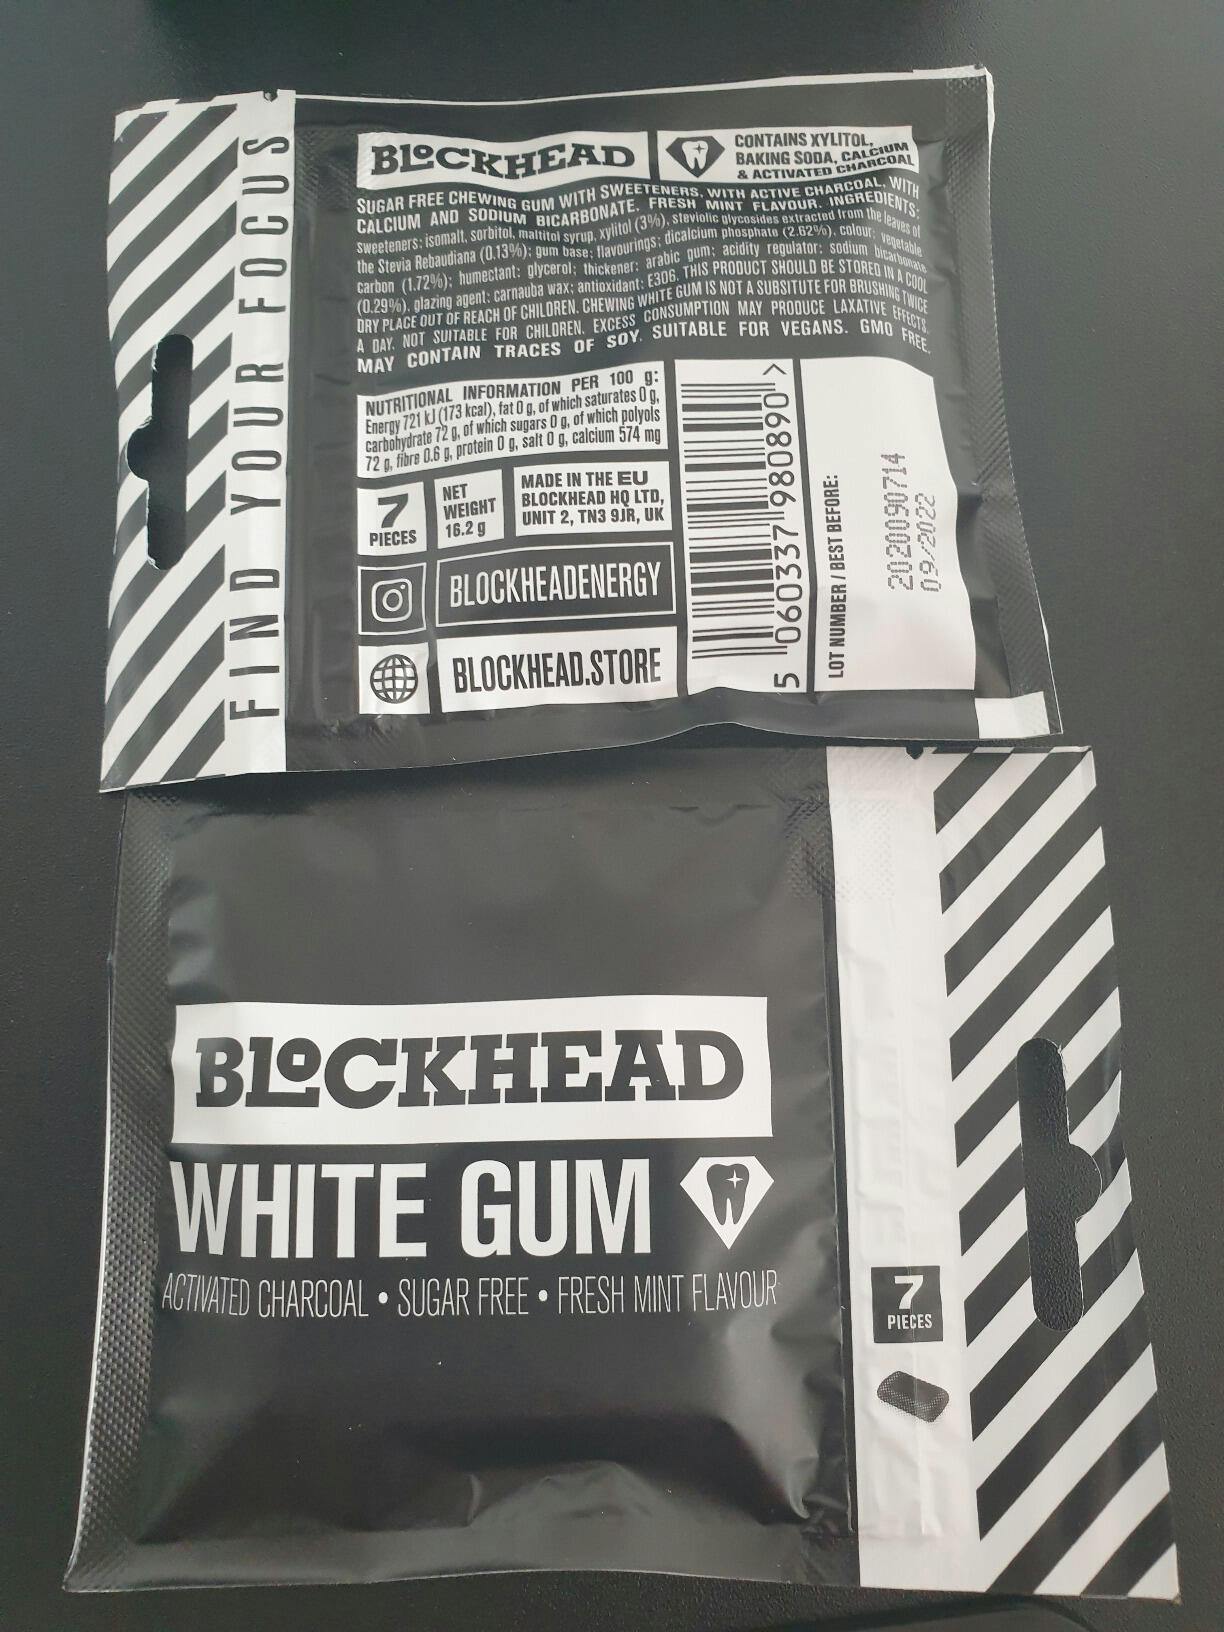 FIND YOUR FOCUS
BLOCKHEAD
CONTAINS XYLITOL,
BAKING SODA, CALCIUM
& ACTIVATED CHARCOAL
SUGAR FREE CHEWING GUM WITH SWEETENERS, WITH ACTIVE CHARCOAL, WITH
CALCIUM AND SODIUM BICARBONATE. FRESH MINT FLAVOUR. INGREDIENTS:
sweeteners: isomalt, sorbitol, maltitol syrup, xylitol (3%), steviolic glycosides extracted from the leaves of
the Stevia Rebaudiana (0.13%); gum base; flavourings; dicalcium phosphate (2.62%), colour: vegetable
carbon (1.72%); humectant: glycerol; thickener: arabic gum; acidity regulator: sodium bicarbonate
(0.29%), glazing agent: carnauba wax; antioxidant: E306. THIS PRODUCT SHOULD BE STORED IN A COOL
DRY PLACE OUT OF REACH OF CHILDREN. CHEWING WHITE GUM IS NOT A SUBSITUTE FOR BRUSHING TWICE
A DAY. NOT SUITABLE FOR CHILDREN. EXCESS CONSUMPTION MAY PRODUCE LAXATIVE EFFECTS.
MAY CONTAIN TRACES OF SOY. SUITABLE FOR VEGANS. GMO FREE.
NUTRITIONAL INFORMATION PER 100 g:
Energy 721 kJ (173 kcal), fat 0 g, of which saturates 0 g,
carbohydrate 72 g, of which sugars 0 g, of which polyols
72 g, fibre 0.6 g, protein 0 g, salt 0 g, calcium 574 mg
7
PIECES
NET
WEIGHT
16.2 g
MADE IN THE EU
BLOCKHEAD HQ LTD,
UNIT 2, TN3 9JR, UK
BLOCKHEADENERGY
BLOCKHEAD.STORE
5 060337 980890 >
LOT NUMBER / BEST BEFORE:
2020090714
09/2022
BLOCKHEAD
WHITE GUM
ACTIVATED CHARCOAL • SUGAR FREE • FRESH MINT FLAVOUR
7
PIECES